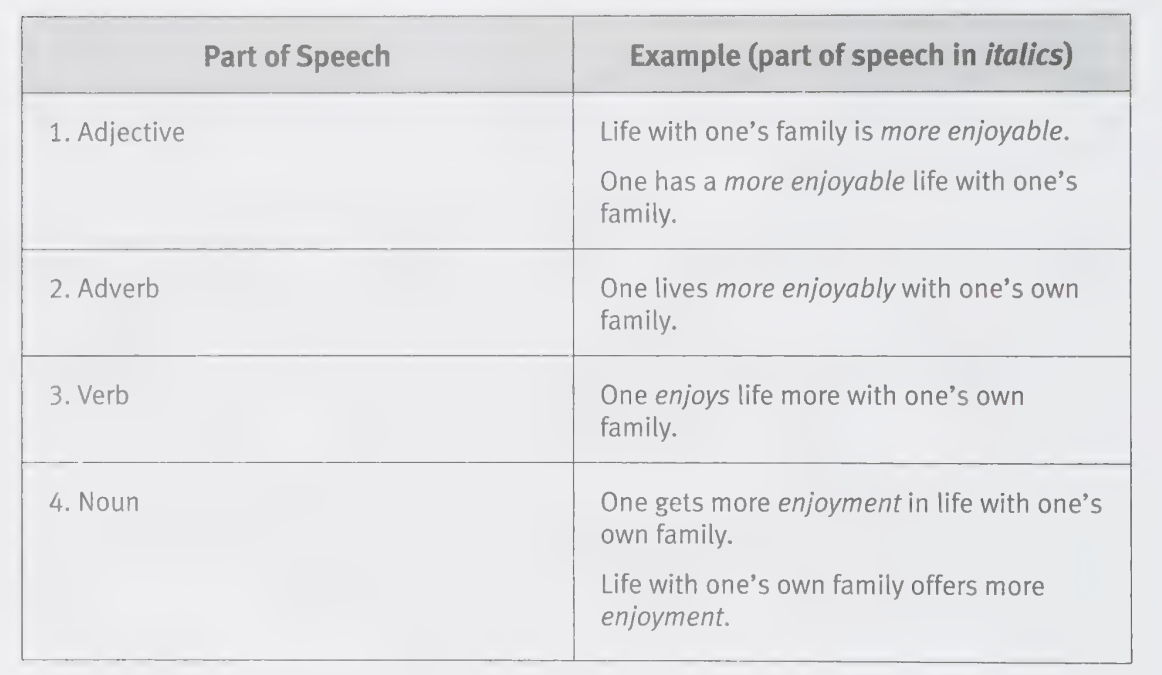 Part of Speech
Example (part of speech in italics)
1. Adjective
Life with one's family is more enjoyable.
One has a more enjoyable life with one's
family.
2. Adverb
One lives more enjoyably with one's own
family.
3. Verb
One enjoys life more with one's own
family.
4. Noun
One gets more enjoyment in life with one's
own family.
Life with one's own family offers more
enjoyment.